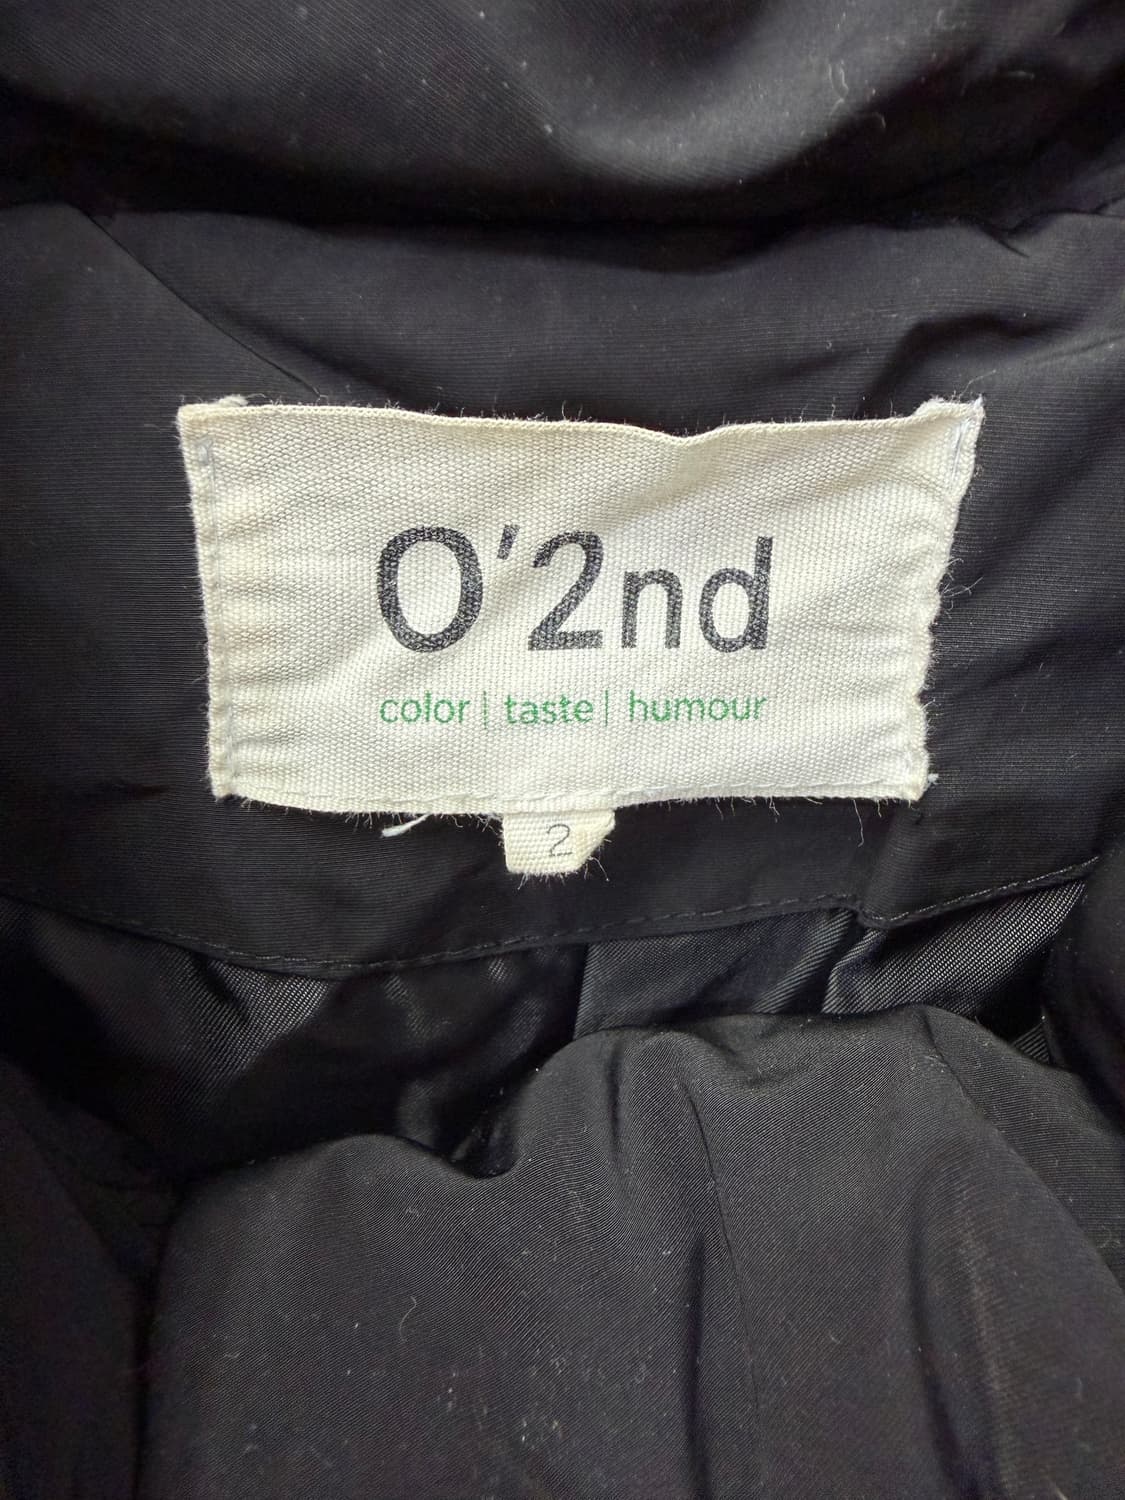 O'2nd
color | taste | humour
2